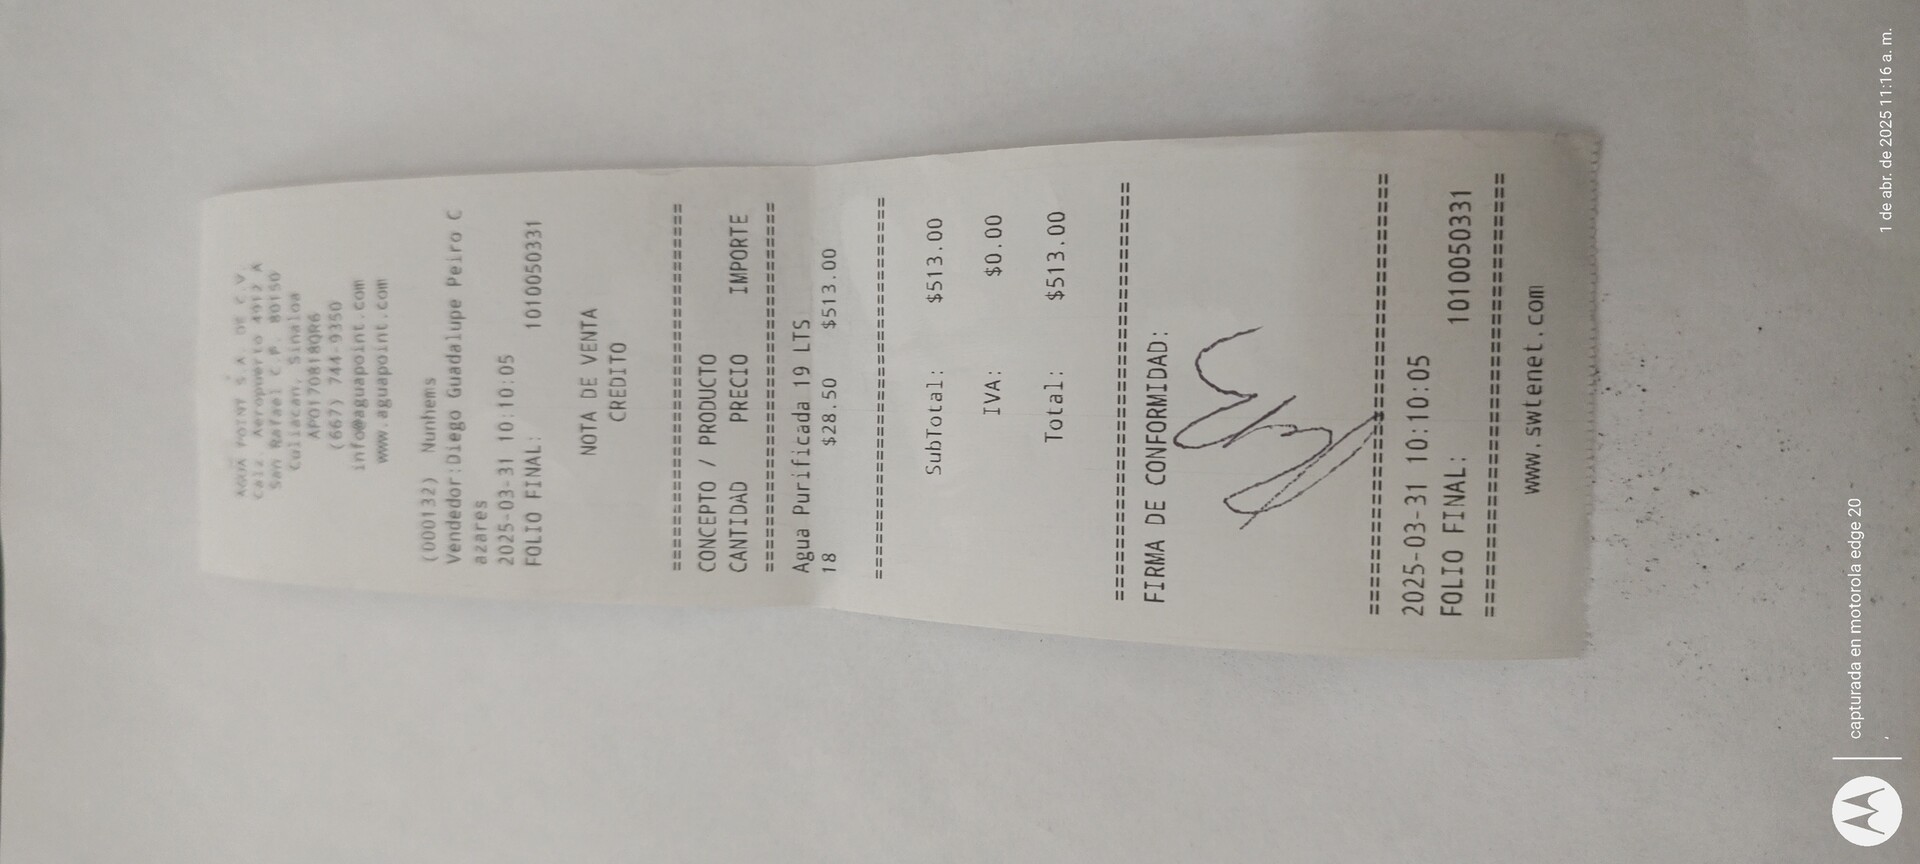 AGUA POINT S.A. DE C.V.
Calz. Aeropuerto 4912 A
San Rafael C.P. 80150
Culiacan, Sinaloa
APO170818QR6
(667) 744-9350
info@aguapoint.com
www.aguapoint.com
(000132) Nunhems
Vendedor:Diego Guadalupe Peiro C
azares
2025-03-31 10:10:05
FOLIO FINAL: 1010050331
NOTA DE VENTA
CREDITO
================================
CONCEPTO / PRODUCTO
CANTIDAD PRECIO IMPORTE
================================
Agua Purificada 19 LTS
18 $28.50 $513.00
================================
SubTotal: $513.00
IVA: $0.00
Total: $513.00
================================
FIRMA DE CONFORMIDAD:
================================
2025-03-31 10:10:05
FOLIO FINAL: 1010050331
================================
www.swtenet.com
capturada en motorola edge 20
1 de abr. de 2025 11:16 a. m.